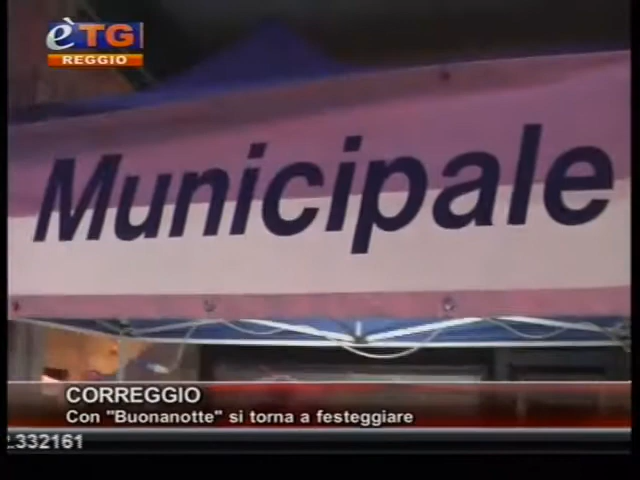 èTG
REGGIO
Municipale
CORREGGIO
Con "Buonanotte" si torna a festeggiare
.332161